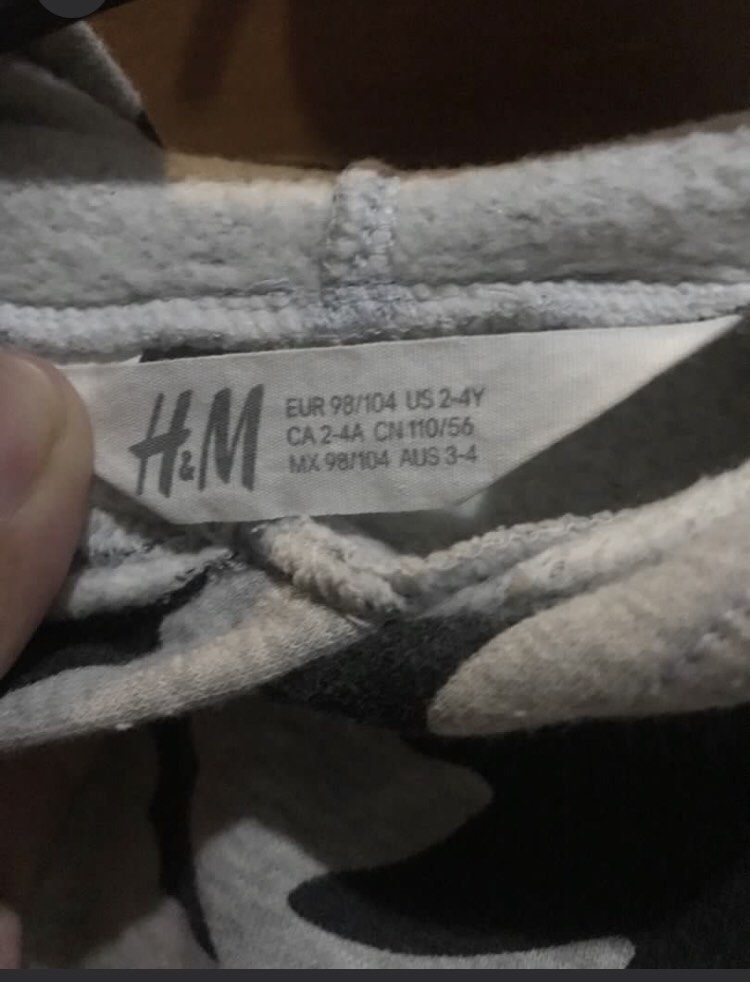 H&M
EUR 98/104 US 2-4Y
CA 2-4A CN 110/56
MX 98/104 AUS 3-4